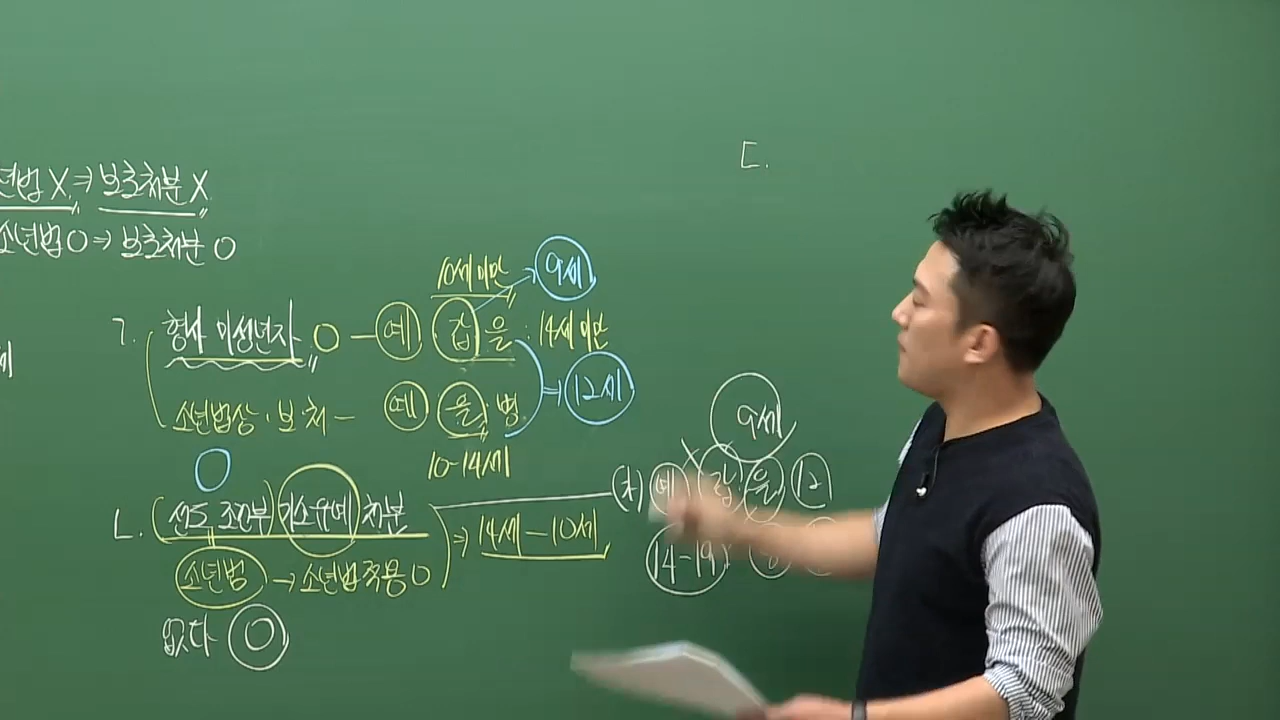 년법 X ⇒ 보호처분 X
소년법 O ⇒ 보호처분 O
ㄷ.
10세 미만 → 9세
ㄱ. 형사 미성년자 O — 예 갑 을 : 14세 미만
소년법상 · 보 처 — 예 을, 병 ⇒ 12세
10-14세
9세
O
(차) 예 갑! 을 12
ㄴ. (선도 조건부) 기소유예 처분 ⇒ 14세 — 10세
14-19
소년법 → 소년법 적용 O
없다 O